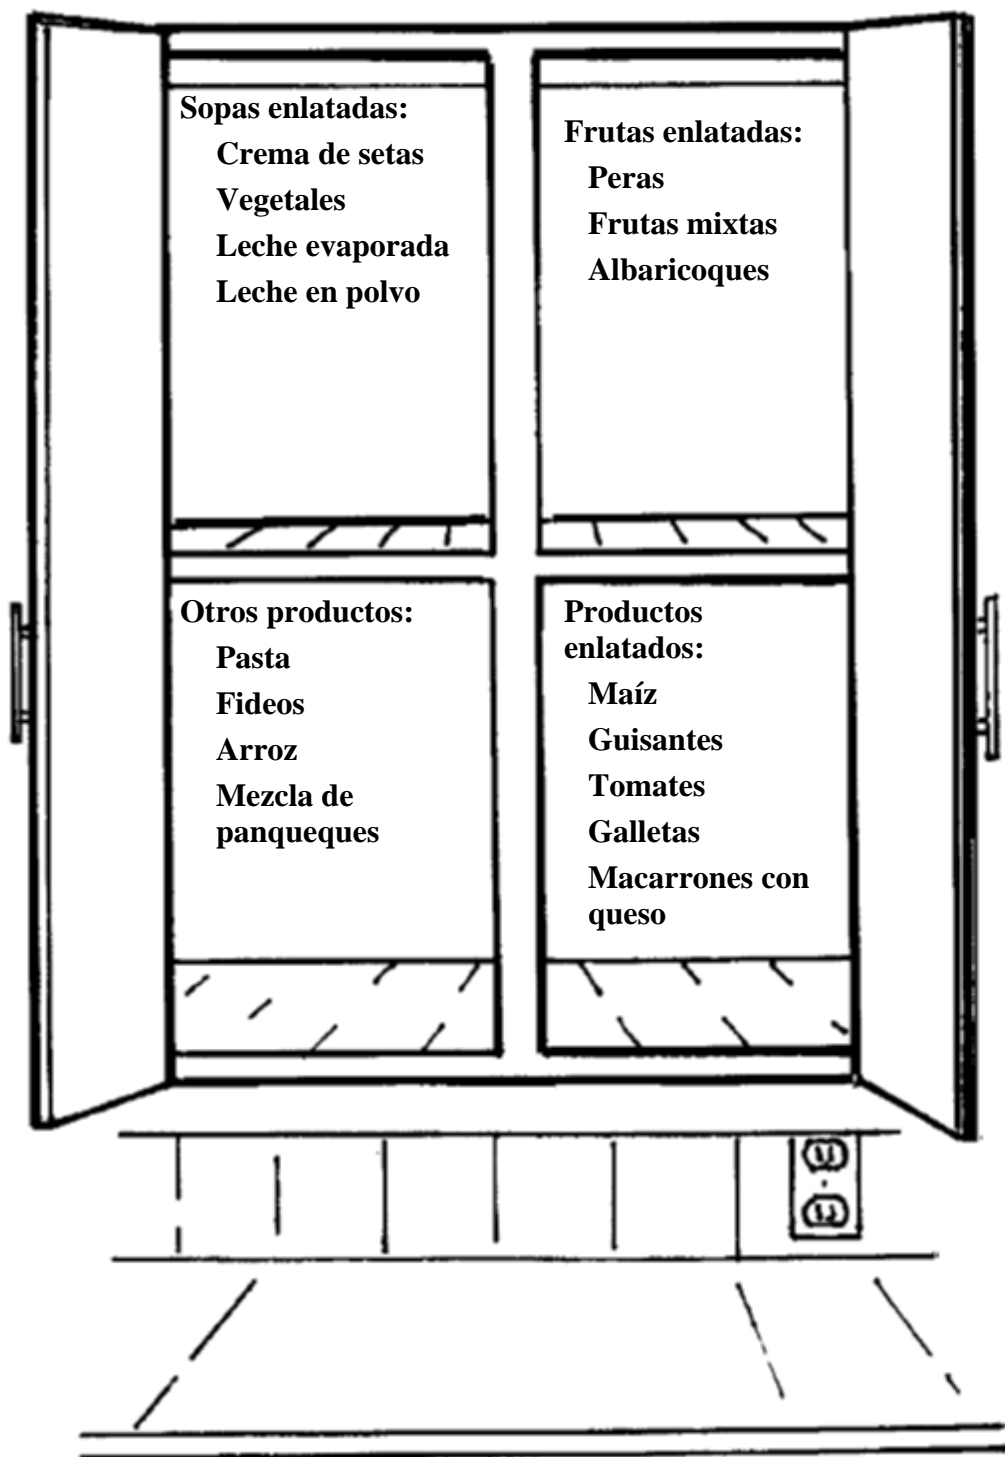 Sopas enlatadas:
Crema de setas
Vegetales
Leche evaporada
Leche en polvo
Frutas enlatadas:
Peras
Frutas mixtas
Albaricoques
Otros productos:
Pasta
Fideos
Arroz
Mezcla de
panqueques
Productos
enlatados:
Maíz
Guisantes
Tomates
Galletas
Macarrones con
queso